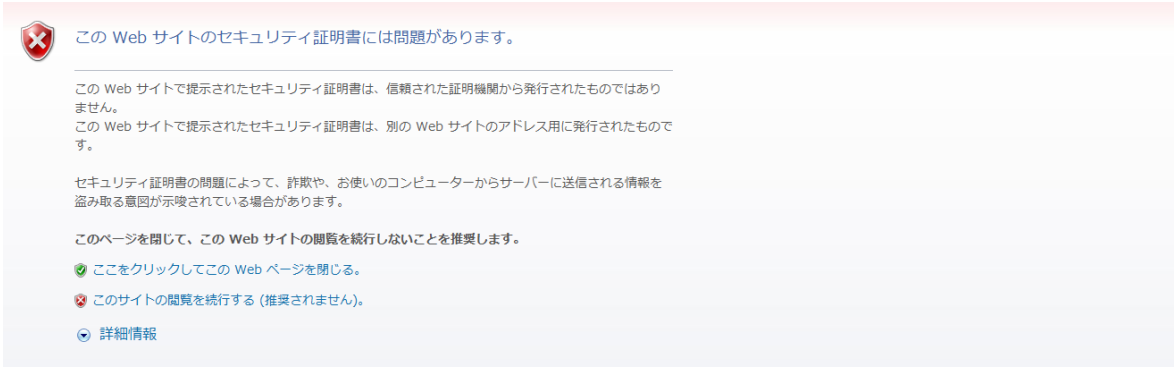 この Web サイトのセキュリティ証明書には問題があります。
この Web サイトで提示されたセキュリティ証明書は、信頼された証明機関から発行されたものではあり
ません。
この Web サイトで提示されたセキュリティ証明書は、別の Web サイトのアドレス用に発行されたもので
す。
セキュリティ証明書の問題によって、詐欺や、お使いのコンピューターからサーバーに送信される情報を
盗み取る意図が示唆されている場合があります。
このページを閉じて、この Web サイトの閲覧を続行しないことを推奨します。
ここをクリックしてこの Web ページを閉じる。
このサイトの閲覧を続行する (推奨されません)。
詳細情報